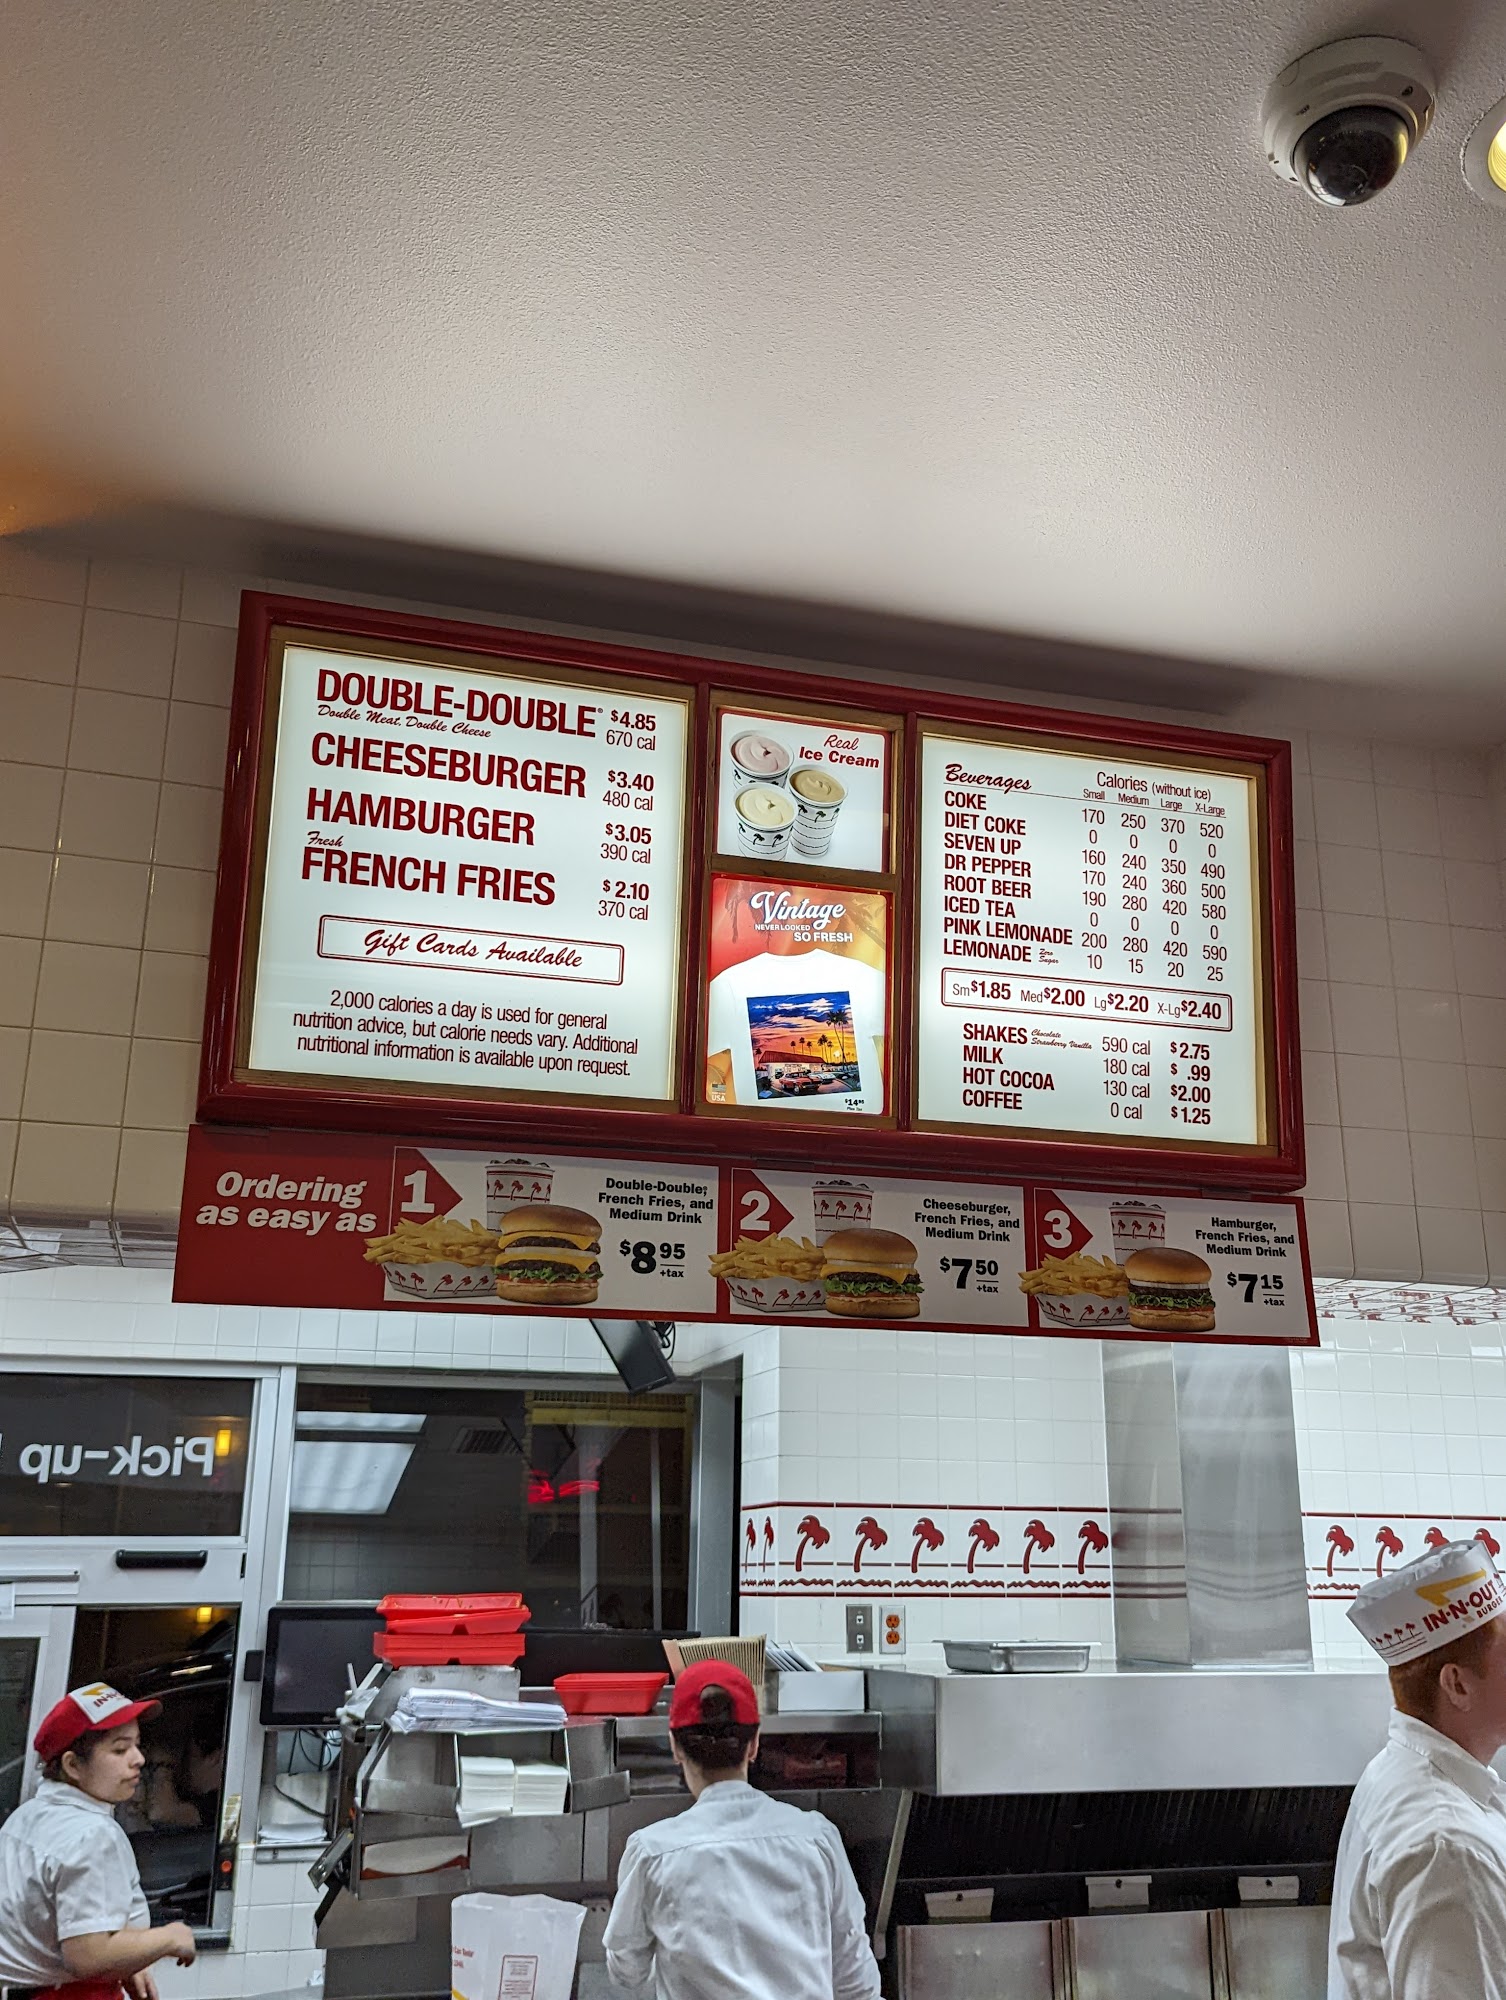 DOUBLE-DOUBLE® $4.85
Double Meat, Double Cheese 670 cal
CHEESEBURGER $3.40
480 cal
HAMBURGER $3.05
390 cal
Fresh
FRENCH FRIES $2.10
370 cal
Gift Cards Available
2,000 calories a day is used for general
nutrition advice, but calorie needs vary. Additional
nutritional information is available upon request.
Real
Ice Cream
Vintage
NEVER LOOKED
SO FRESH
USA
$14.95
Plus Tax
Beverages Calories (without ice)
Small Medium Large X-Large
COKE 170 250 370 520
DIET COKE 0 0 0 0
SEVEN UP 160 240 350 490
DR PEPPER 170 240 360 500
ROOT BEER 190 280 420 580
ICED TEA 0 0 0 0
PINK LEMONADE 200 280 420 590
LEMONADE Zero Sugar 10 15 20 25
Sm $1.85 Med $2.00 Lg $2.20 X-Lg $2.40
SHAKES Chocolate Strawberry Vanilla 590 cal $2.75
MILK 180 cal $ .99
HOT COCOA 130 cal $2.00
COFFEE 0 cal $1.25
Ordering
as easy as
1
Double-Double,®
French Fries, and
Medium Drink
$8.95
+tax
2
Cheeseburger,
French Fries, and
Medium Drink
$7.50
+tax
3
Hamburger,
French Fries, and
Medium Drink
$7.15
+tax
Pick-up
IN-N-OUT
BURGER